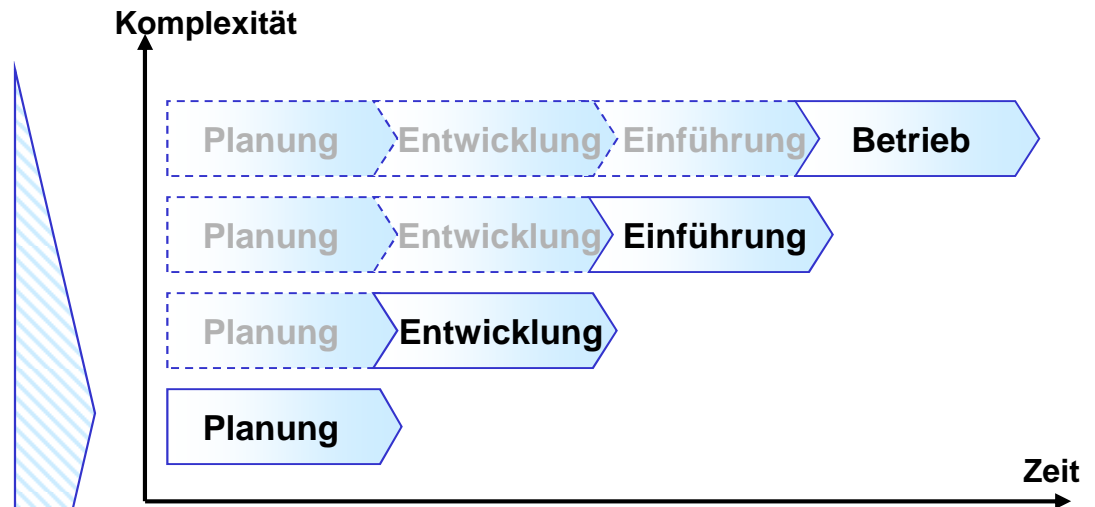 Komplexität
Planung Entwicklung Einführung Betrieb
Planung Entwicklung Einführung
Planung Entwicklung
Planung
Zeit